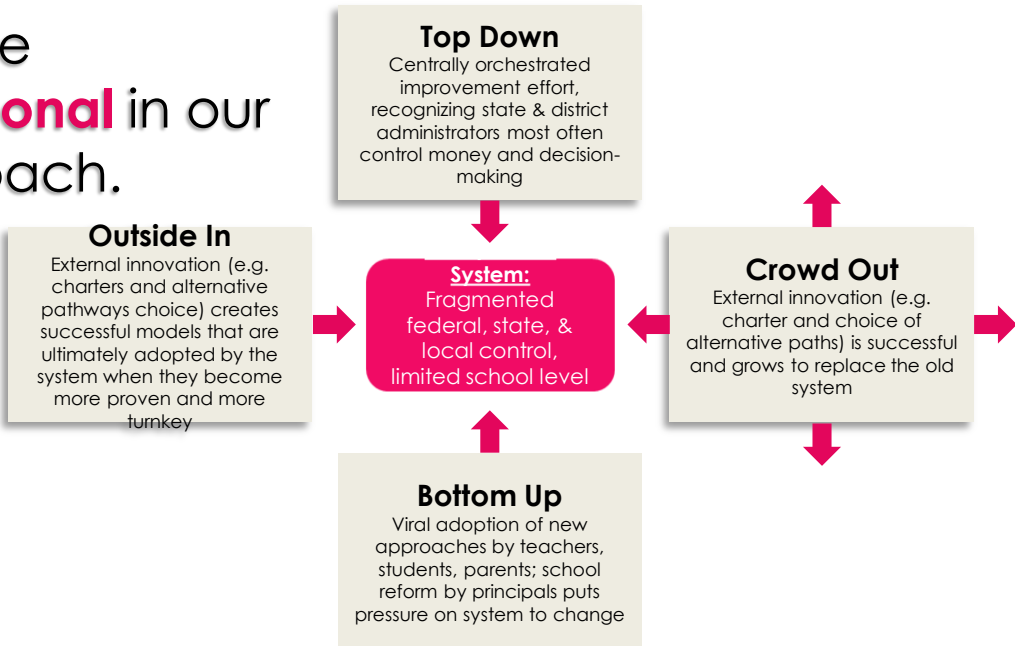 e
onal in our
oach.
Top Down
Centrally orchestrated
improvement effort,
recognizing state & district
administrators most often
control money and decision-
making
Outside In
External innovation (e.g.
charters and alternative
pathways choice) creates
successful models that are
ultimately adopted by the
system when they become
more proven and more
turnkey
System:
Fragmented
federal, state, &
local control,
limited school level
Crowd Out
External innovation (e.g.
charter and choice of
alternative paths) is successful
and grows to replace the old
system
Bottom Up
Viral adoption of new
approaches by teachers,
students, parents; school
reform by principals puts
pressure on system to change